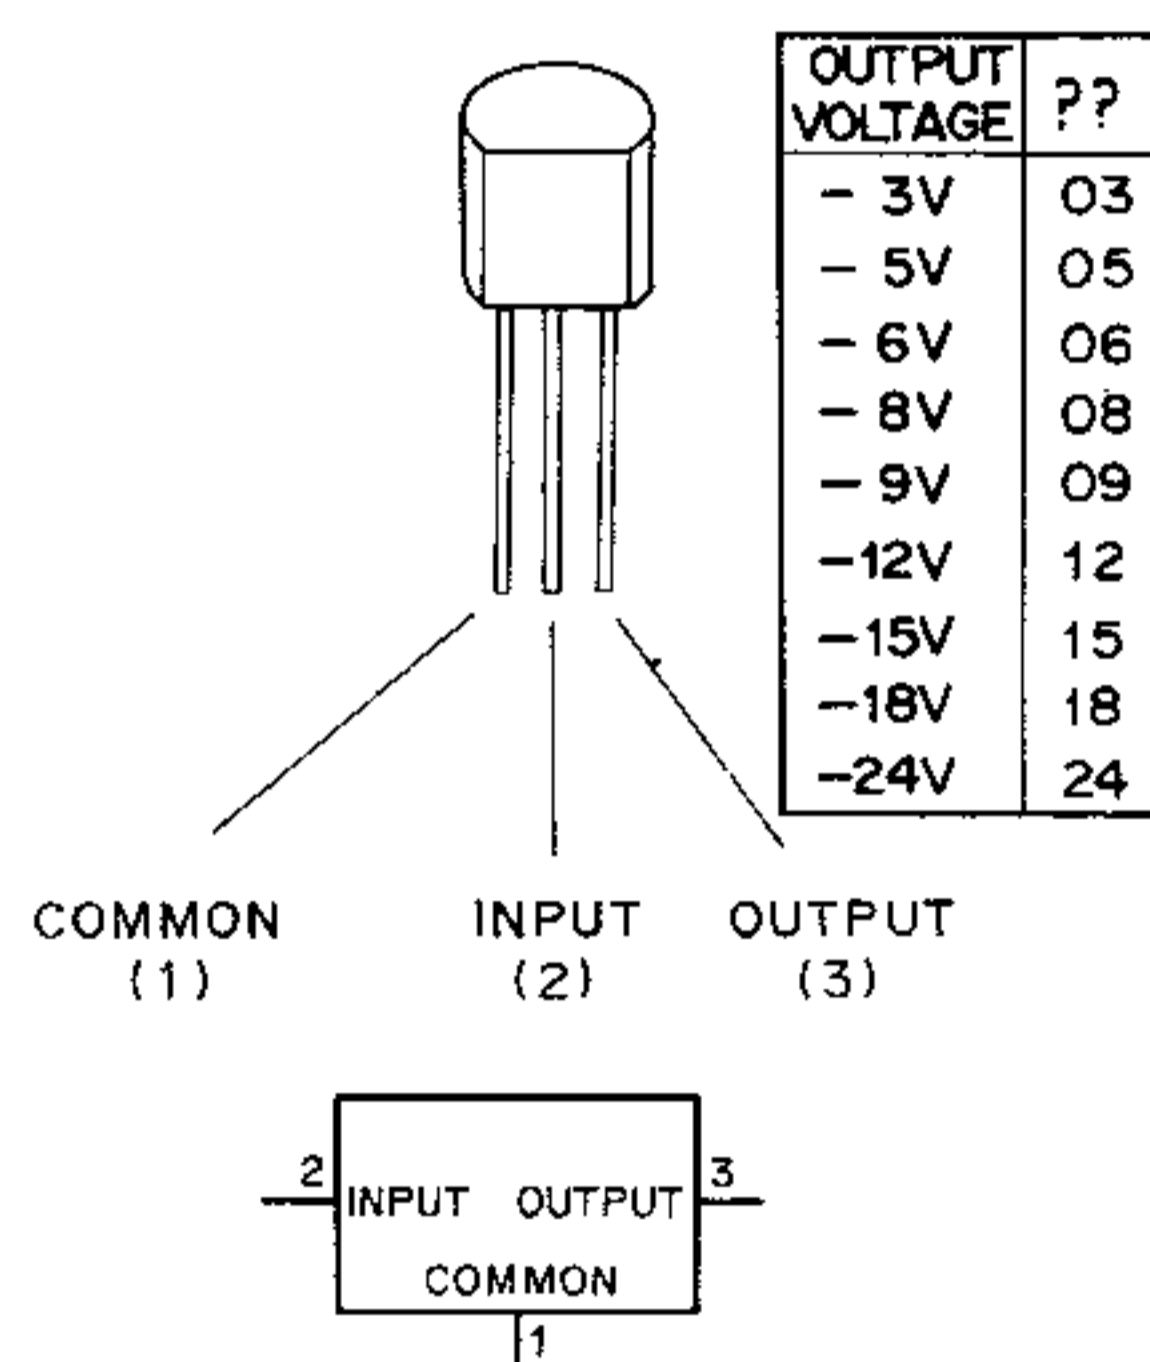 OUTPUT
VOLTAGE ??
- 3V 03
- 5V 05
- 6V 06
- 8V 08
- 9V 09
-12V 12
-15V 15
-18V 18
-24V 24
COMMON INPUT OUTPUT
(1) (2) (3)
2 3
INPUT OUTPUT
COMMON
1